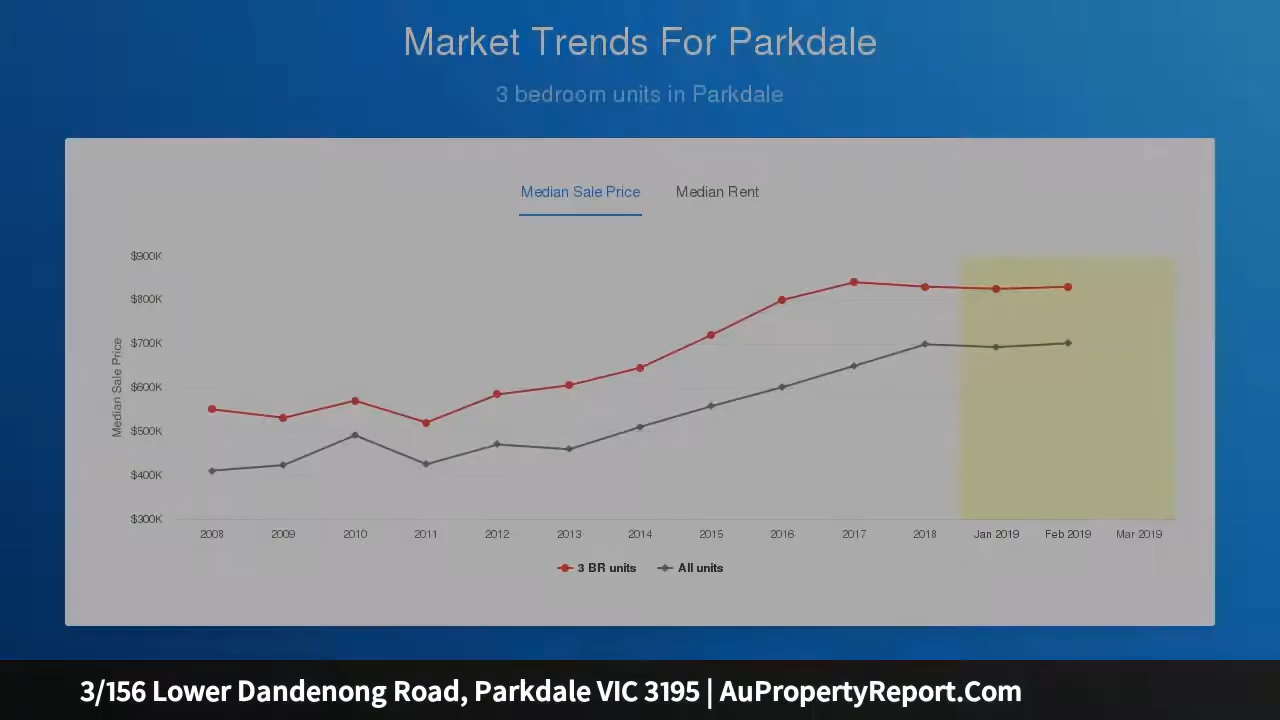 Market Trends For Parkdale
3 bedroom units in Parkdale
Median Sale Price Median Rent
Median Sale Price
$900K
$800K
$700K
$600K
$500K
$400K
$300K
2008 2009 2010 2011 2012 2013 2014 2015 2016 2017 2018 Jan 2019 Feb 2019 Mar 2019
3 BR units All units
3/156 Lower Dandenong Road, Parkdale VIC 3195 | AuPropertyReport.Com